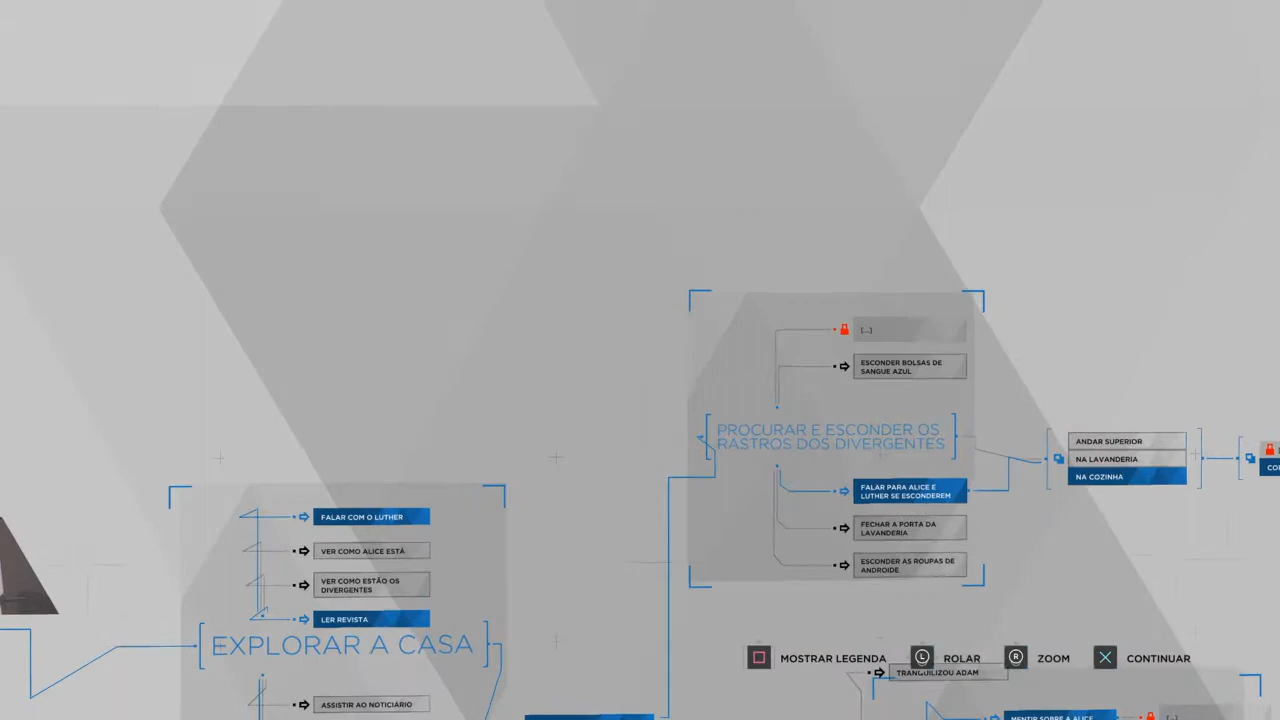 [...]
ESCONDER BOLSAS DE
SANGUE AZUL
PROCURAR E ESCONDER OS
RASTROS DOS DIVERGENTES
ANDAR SUPERIOR
NA LAVANDERIA
NA COZINHA
FALAR PARA ALICE E
LUTHER SE ESCONDEREM
FECHAR A PORTA DA
LAVANDERIA
ESCONDER AS ROUPAS DE
ANDROIDE
FALAR COM O LUTHER
VER COMO ALICE ESTÁ
VER COMO ESTÃO OS
DIVERGENTES
LER REVISTA
EXPLORAR A CASA
ASSISTIR AO NOTICIÁRIO
MOSTRAR LEGENDA
L ROLAR
R ZOOM
CONTINUAR
TRANQUILIZOU ADAM
MENTIR SOBRE A ALICE
[...]